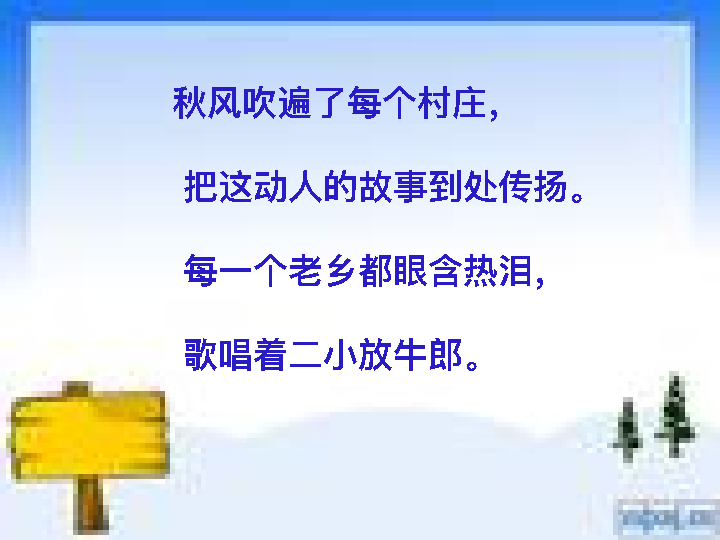 秋风吹遍了每个村庄，
把这动人的故事到处传扬。
每一个老乡都眼含热泪，
歌唱着二小放牛郎。